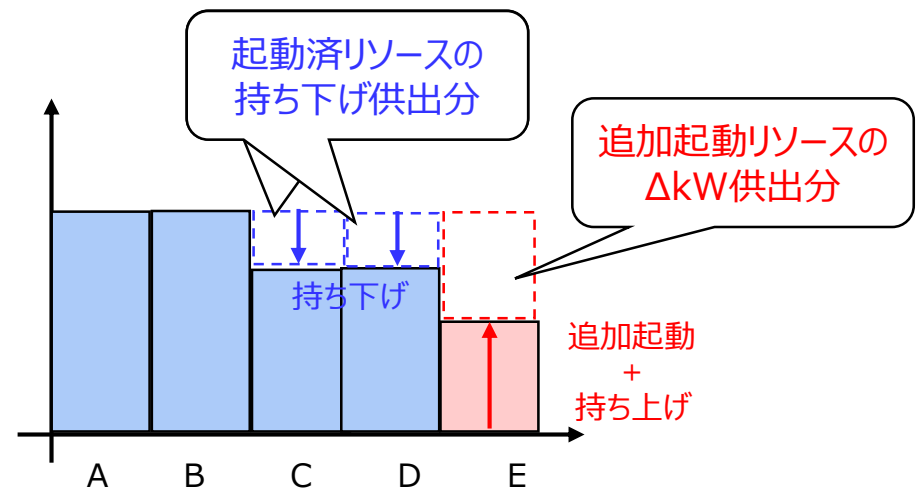 起動済リソースの
持ち下げ供出分
追加起動リソースの
ΔkW供出分
持ち下げ
追加起動
+
持ち上げ
A B C D E